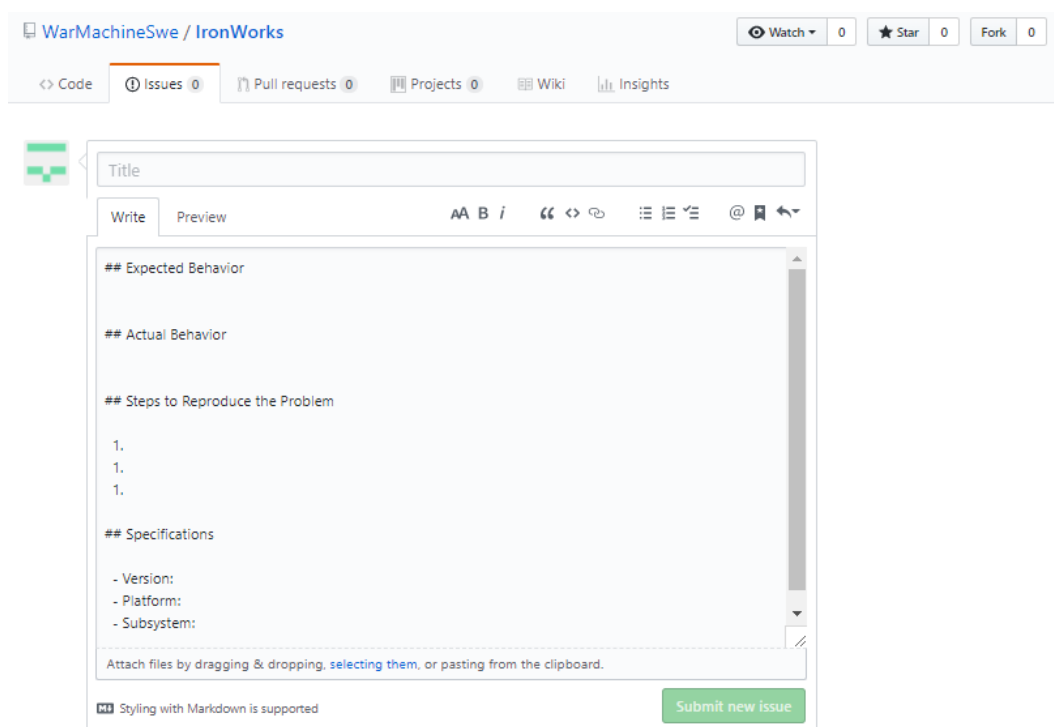 WarMachineSwe / IronWorks
Watch 0 Star 0 Fork 0
<> Code Issues 0 Pull requests 0 Projects 0 Wiki Insights
Title
Write Preview AA B i “ <> @
## Expected Behavior
## Actual Behavior
## Steps to Reproduce the Problem
1.
1.
1.
## Specifications
- Version:
- Platform:
- Subsystem:
Attach files by dragging & dropping, selecting them, or pasting from the clipboard.
Styling with Markdown is supported
Submit new issue